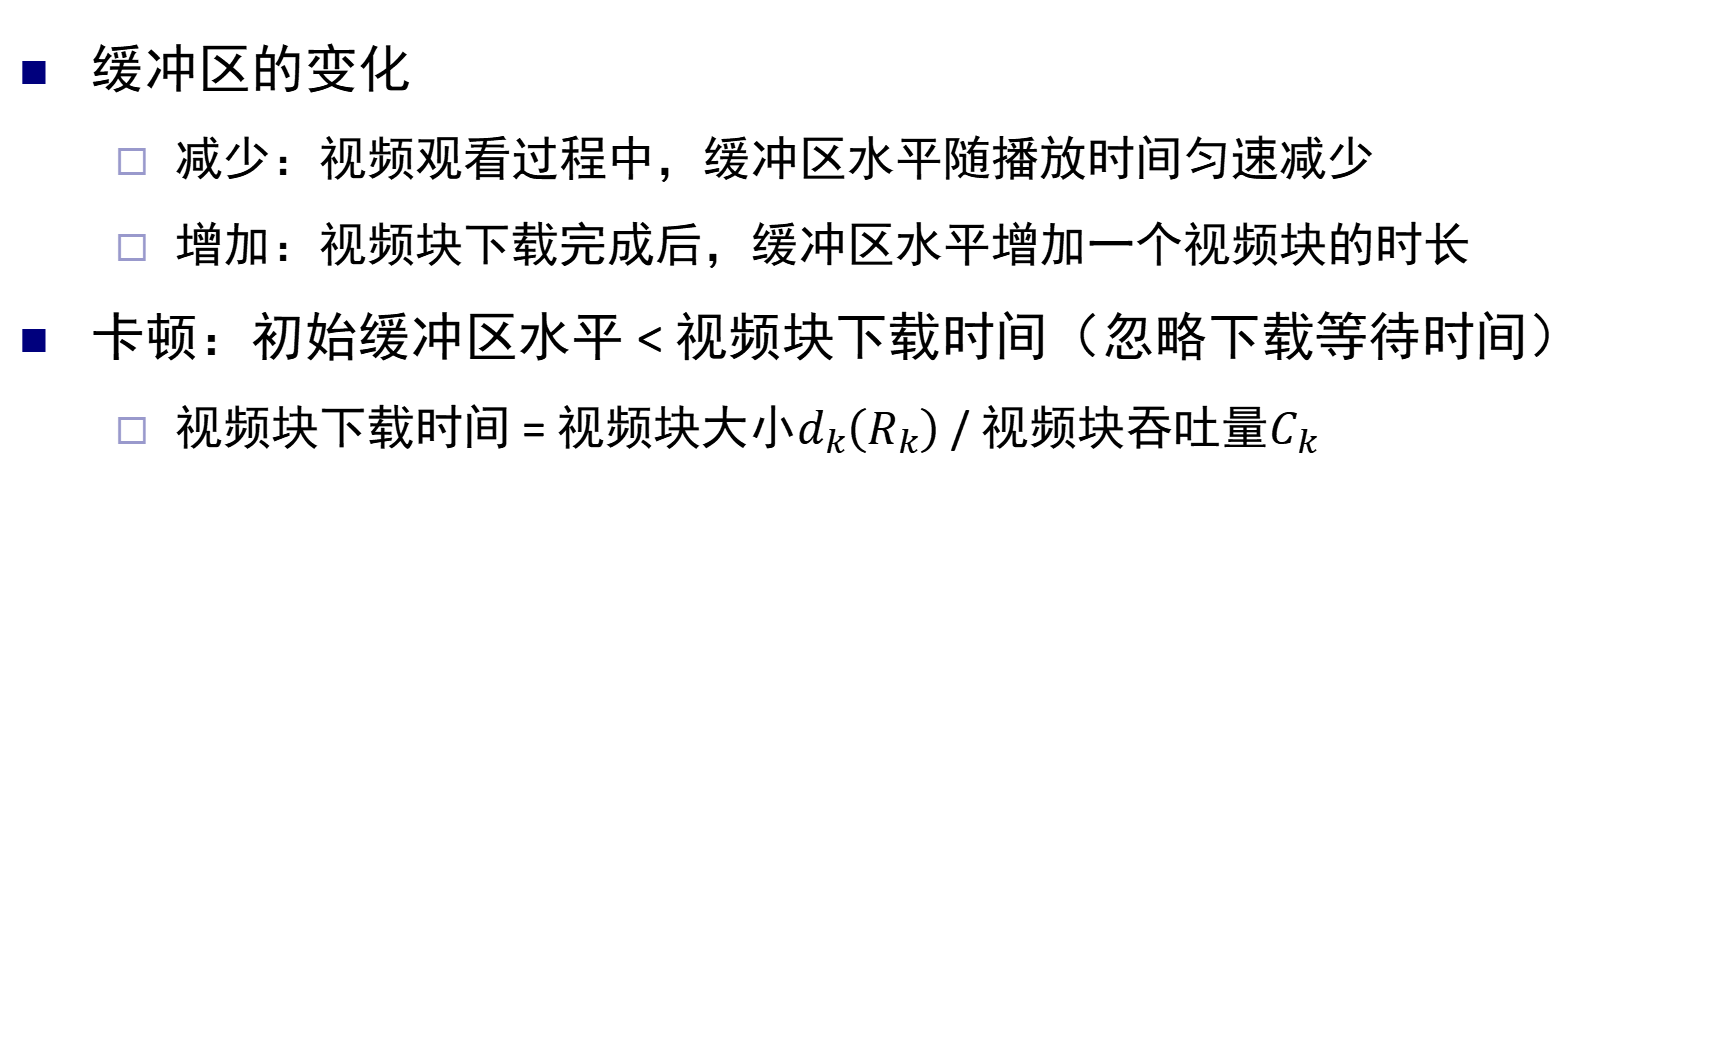 缓冲区的变化
减少：视频观看过程中，缓冲区水平随播放时间匀速减少
增加：视频块下载完成后，缓冲区水平增加一个视频块的时长
卡顿：初始缓冲区水平 < 视频块下载时间（忽略下载等待时间）
视频块下载时间 = 视频块大小dₖ(Rₖ) / 视频块吞吐量Cₖ